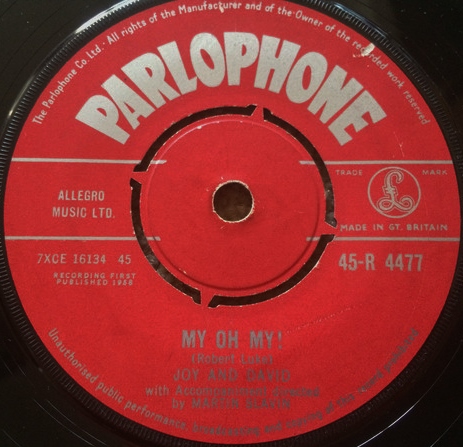 The Parlophone Co. Ltd. · All rights of the Manufacturer and of the · Owner of the recorded work reserved
PARLOPHONE
TRADE MARK
£
ALLEGRO
MUSIC LTD.
MADE IN GT. BRITAIN
7XCE 16134 45
45-R 4477
RECORDING FIRST
PUBLISHED 1958
MY OH MY!
(Robert Luke)
JOY AND DAVID
with Accompaniment directed
by MARTIN SLAVIN
Unauthorised public performance, broadcasting and copying of this record prohibited